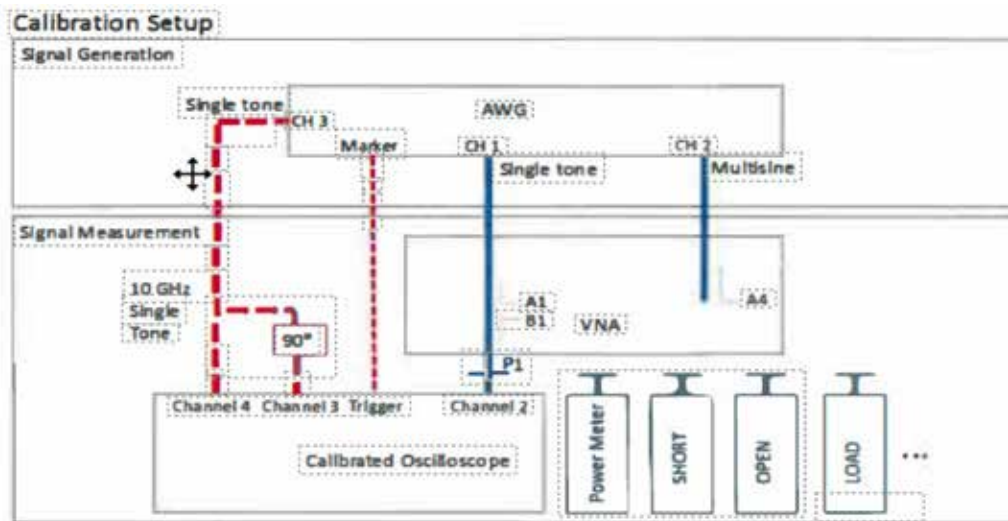 Calibration Setup
Signal Generation
Single tone
CH 3
AWG
Marker
CH 1
CH 2
Single tone
Multisine
Signal Measurement
10 GHz
Single
Tone
90°
A1
B1
VNA
A4
P1
Channel 4
Channel 3
Trigger
Channel 2
Calibrated Oscilloscope
Power Meter
SHORT
OPEN
LOAD
...